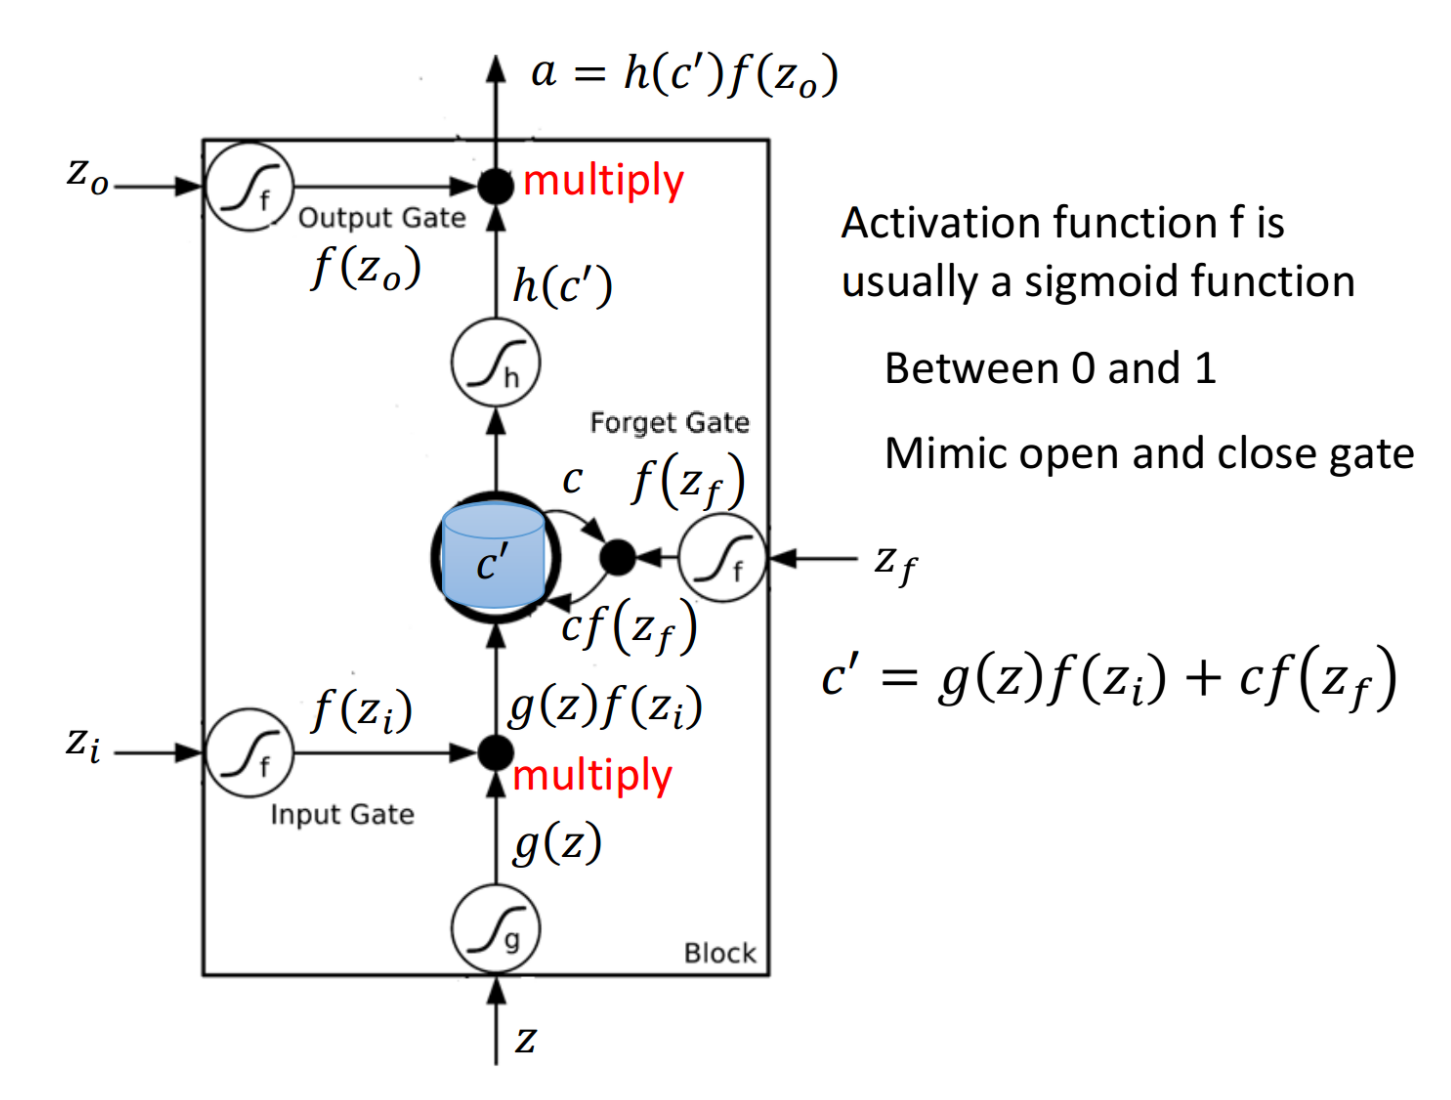 a = h(c′)f(z_o)
z_o
f
multiply
Output Gate
f(z_o)
h(c′)
h
Activation function f is
usually a sigmoid function
Between 0 and 1
Mimic open and close gate
Forget Gate
c
f(z_f)
c′
f
z_f
cf(z_f)
c′ = g(z)f(z_i) + cf(z_f)
f(z_i)
g(z)f(z_i)
z_i
f
multiply
Input Gate
g(z)
g
Block
z